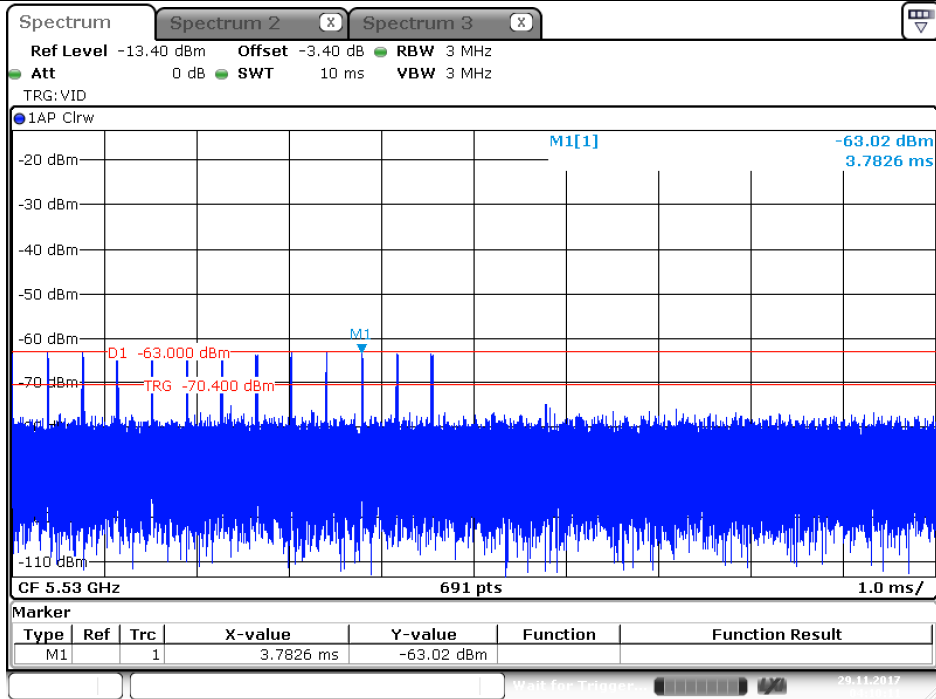 Spectrum Spectrum 2 X Spectrum 3 X
Ref Level -13.40 dBm Offset -3.40 dB RBW 3 MHz
Att 0 dB SWT 10 ms VBW 3 MHz
TRG:VID
1AP Clrw
M1[1] -63.02 dBm
3.7826 ms
-20 dBm
-30 dBm
-40 dBm
-50 dBm
-60 dBm
M1
D1 -63.000 dBm
-70 dBm
TRG -70.400 dBm
-110 dBm
CF 5.53 GHz 691 pts 1.0 ms/
Marker
Type Ref Trc X-value Y-value Function Function Result
M1 1 3.7826 ms -63.02 dBm
Wait for Trigger... 29.11.2017